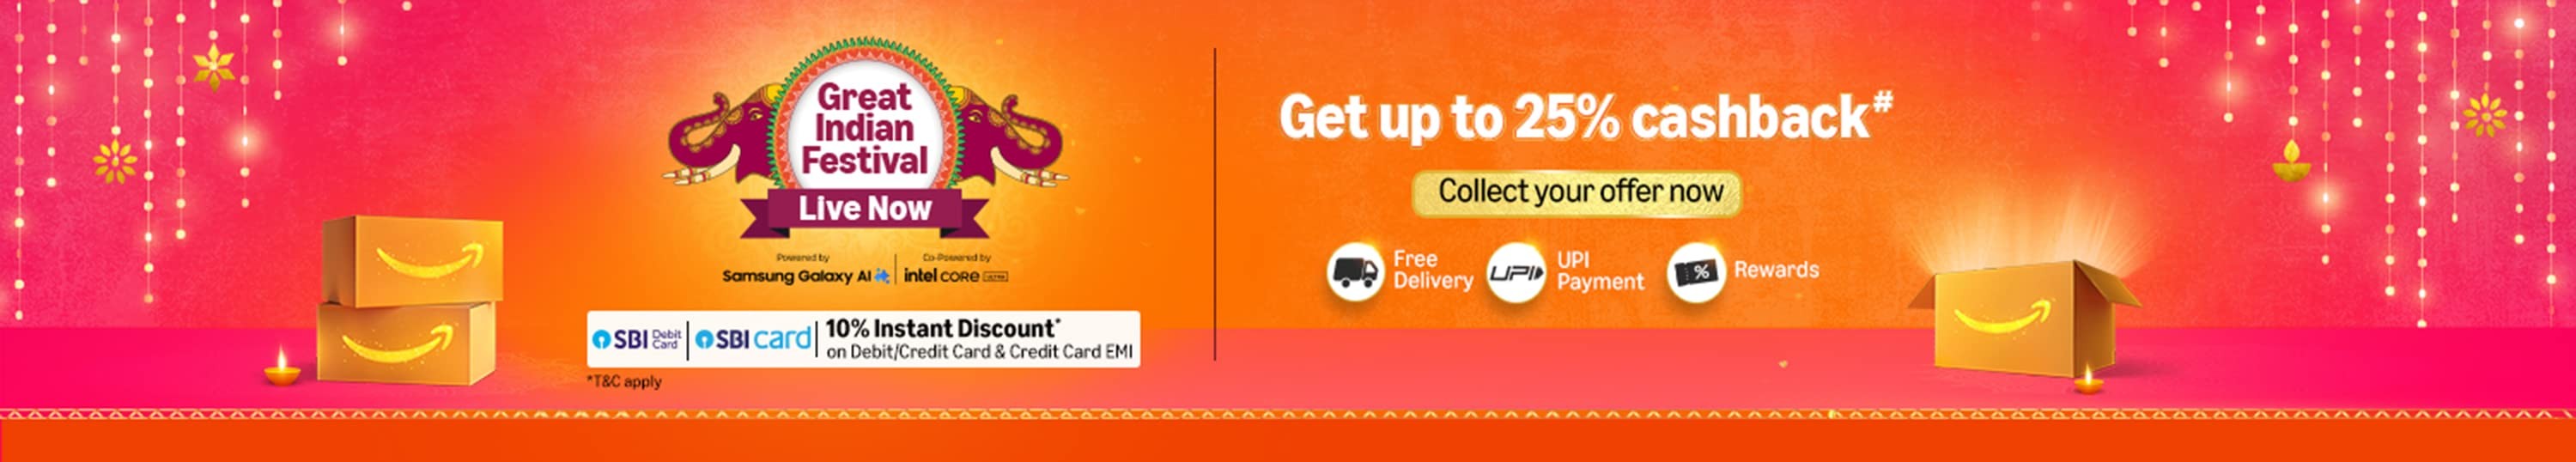 Great
Indian
Festival
Live Now
Powered by
Samsung Galaxy AI
Co-Powered by
intel CORE ULTRA
SBI Debit Card
SBI card
10% Instant Discount*
on Debit/Credit Card & Credit Card EMI
*T&C apply
Get up to 25% cashback#
Collect your offer now
Free
Delivery
UPI
UPI
Payment
%
Rewards